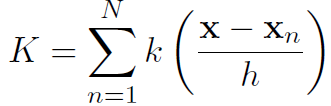 K = \sum_{n=1}^{N} k \left( \frac{\mathbf{x} - \mathbf{x}_n}{h} \right)